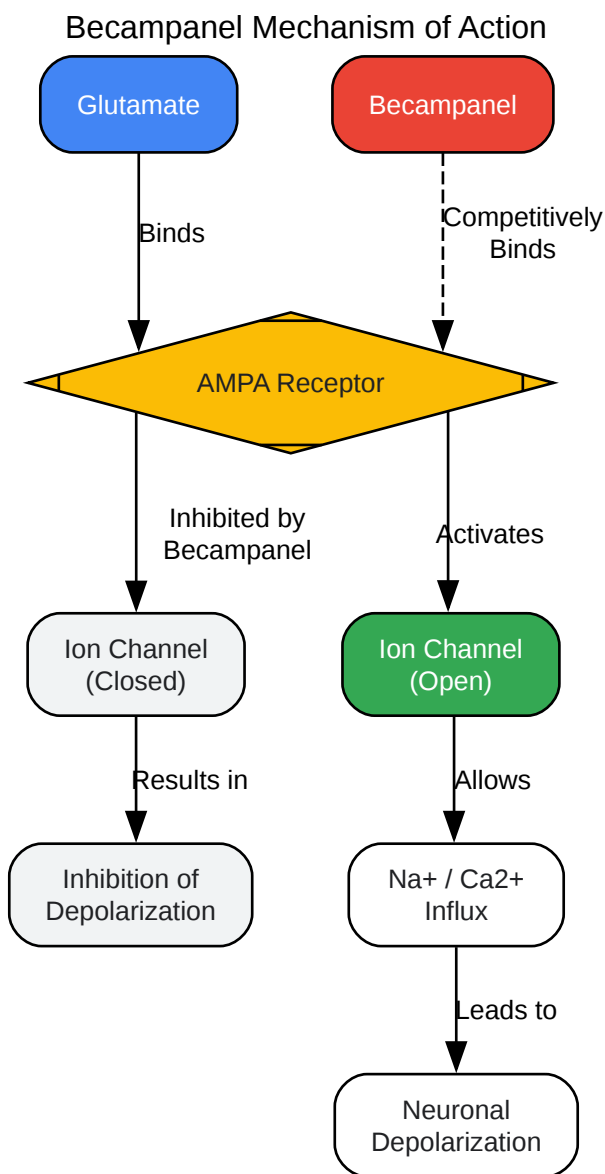 Becampanel Mechanism of Action
Glutamate
Becampanel
Binds
Competitively
Binds
AMPA Receptor
Inhibited by
Becampanel
Activates
Ion Channel
(Closed)
Ion Channel
(Open)
Results in
Allows
Inhibition of
Depolarization
Na+ / Ca2+
Influx
Leads to
Neuronal
Depolarization